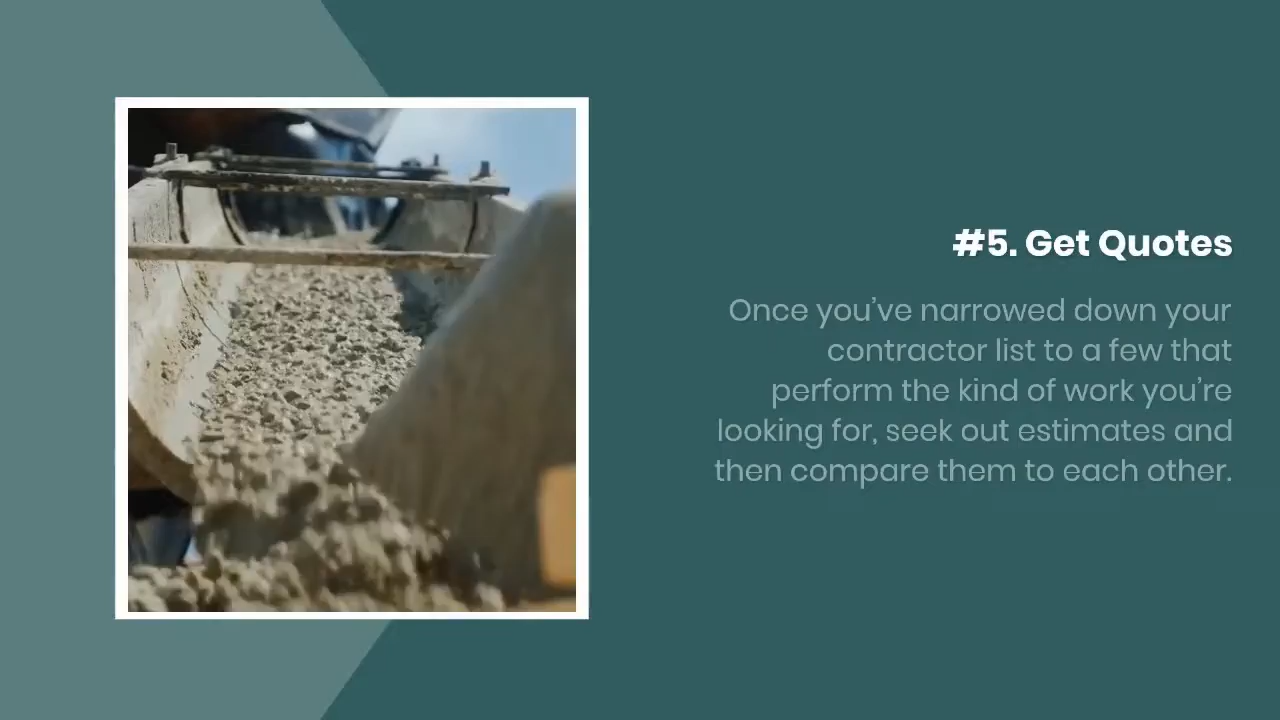 #5. Get Quotes
Once you’ve narrowed down your
contractor list to a few that
perform the kind of work you’re
looking for, seek out estimates and
then compare them to each other.